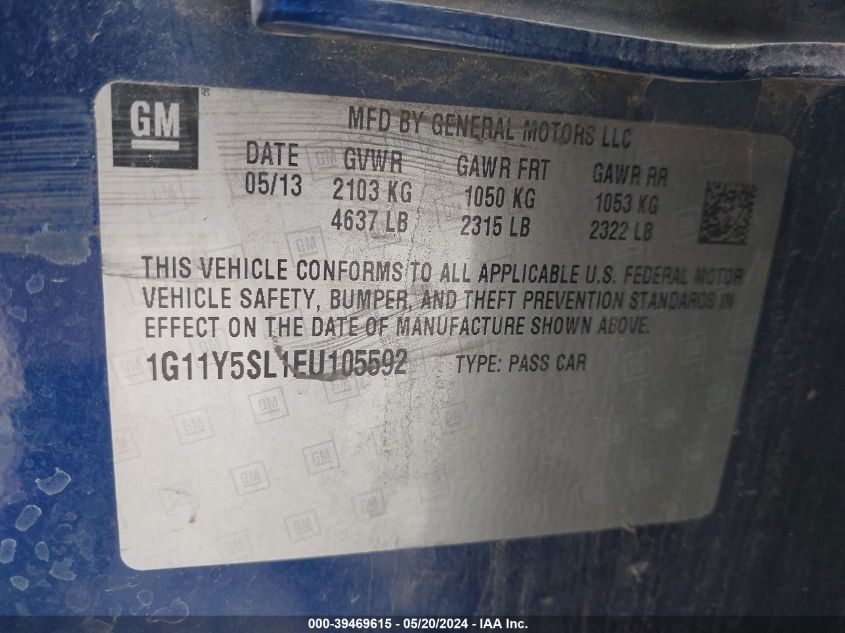 GM
MFD BY GENERAL MOTORS LLC
DATE GVWR GAWR FRT GAWR RR
05/13 2103 KG 1050 KG 1053 KG
4637 LB 2315 LB 2322 LB
THIS VEHICLE CONFORMS TO ALL APPLICABLE U.S. FEDERAL MOTOR
VEHICLE SAFETY, BUMPER, AND THEFT PREVENTION STANDARDS IN
EFFECT ON THE DATE OF MANUFACTURE SHOWN ABOVE.
1G11Y5SL1EU105592 TYPE: PASS CAR
000-39469615 - 05/20/2024 - IAA Inc.